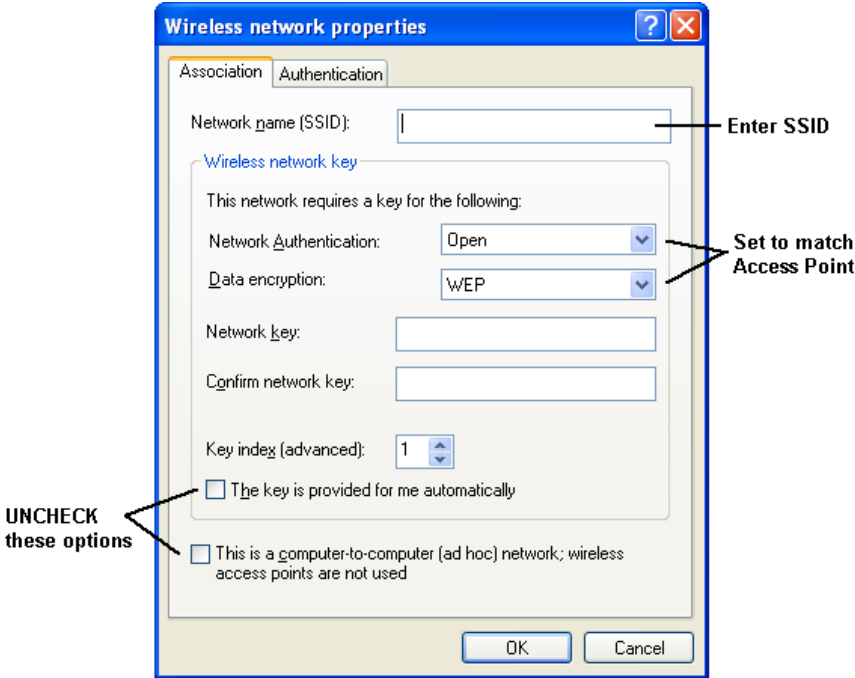 Wireless network properties
Association
Authentication
Network name (SSID):
Enter SSID
Wireless network key
This network requires a key for the following:
Network Authentication:
Open
Data encryption:
WEP
Set to match
Access Point
Network key:
Confirm network key:
Key index (advanced):
1
The key is provided for me automatically
UNCHECK
these options
This is a computer-to-computer (ad hoc) network; wireless
access points are not used
OK
Cancel